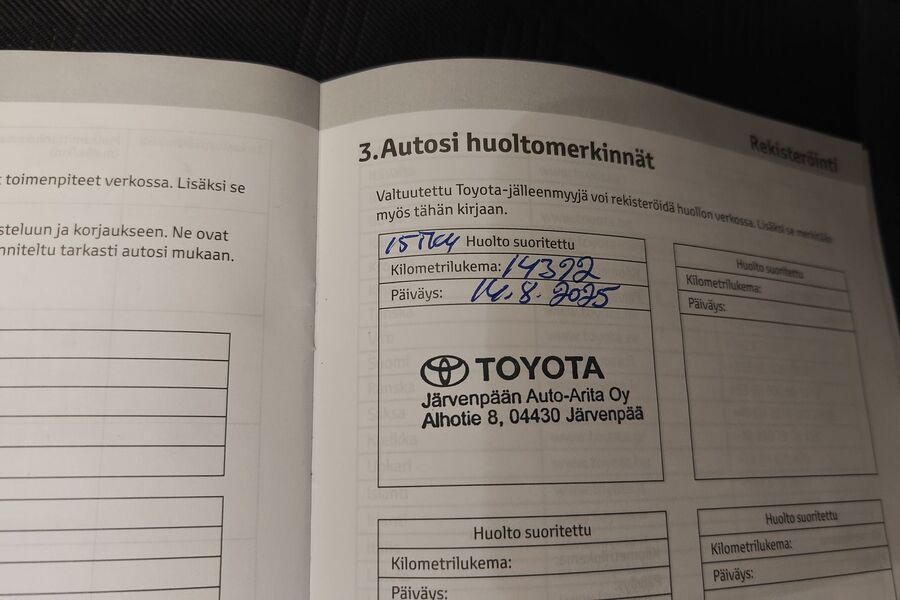 t toimenpiteet verkossa. Lisäksi se
steluun ja korjaukseen. Ne ovat
nniteltu tarkasti autosi mukaan.
Rekisteröinti
3.Autosi huoltomerkinnät
Valtuutettu Toyota-jälleenmyyjä voi rekisteröidä huollon verkossa. Lisäksi se merkitään
myös tähän kirjaan.
15TKM Huolto suoritettu
Kilometrilukema: 14322
Päiväys: 14.8.2025
TOYOTA
Järvenpään Auto-Arita Oy
Alhotie 8, 04430 Järvenpää
Huolto suoritettu
Kilometrilukema:
Päiväys:
Huolto suoritettu
Kilometrilukema:
Päiväys:
Huolto suoritettu
Kilometrilukema:
Päiväys: